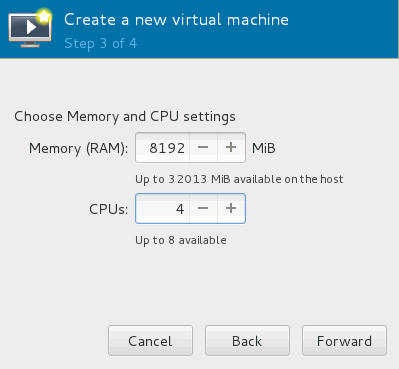 Create a new virtual machine
Step 3 of 4
Choose Memory and CPU settings
Memory (RAM): 8192 − + MiB
Up to 32013 MiB available on the host
CPUs: 4 − +
Up to 8 available
Cancel Back Forward